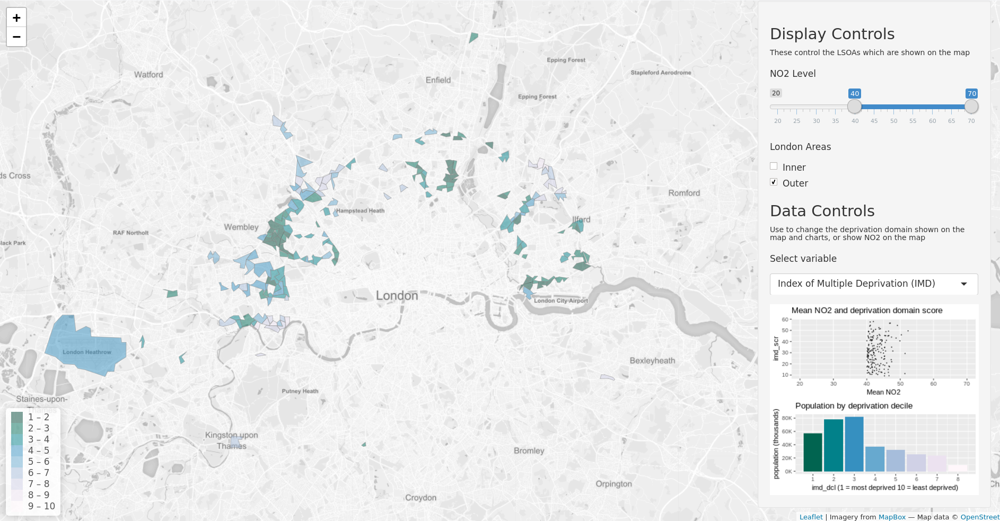 +
−
Watford
Enfield
Epping Forest
Stapleford Aerodrome
Epping Forest
ds Cross
Romford
Hampstead Heath
Wembley
Ilford
RAF Northolt
lack Park
London
London City Airport
London Heathrow
Bexleyheath
Putney Heath
Staines-upon-
Thames
Kingston upon
Thames
Bromley
Orpington
Croydon
Ch
1 – 2
2 – 3
3 – 4
4 – 5
5 – 6
6 – 7
7 – 8
8 – 9
9 – 10
Display Controls
These control the LSOAs which are shown on the map
NO2 Level
20 40 70
20 25 30 35 40 45 50 55 60 65 70
London Areas
Inner
Outer
Data Controls
Use to change the deprivation domain shown on the
map and charts, or show NO2 on the map
Select variable
Index of Multiple Deprivation (IMD)
Mean NO2 and deprivation domain score
imd_scr
60
50
40
30
20
10
20 30 40 50 60 70
Mean NO2
Population by deprivation decile
population (thousands)
80K
60K
40K
20K
0K
1 2 3 4 5 6 7 8
imd_dcl (1 = most deprived 10 = least deprived)
Leaflet | Imagery from MapBox — Map data © OpenStreet